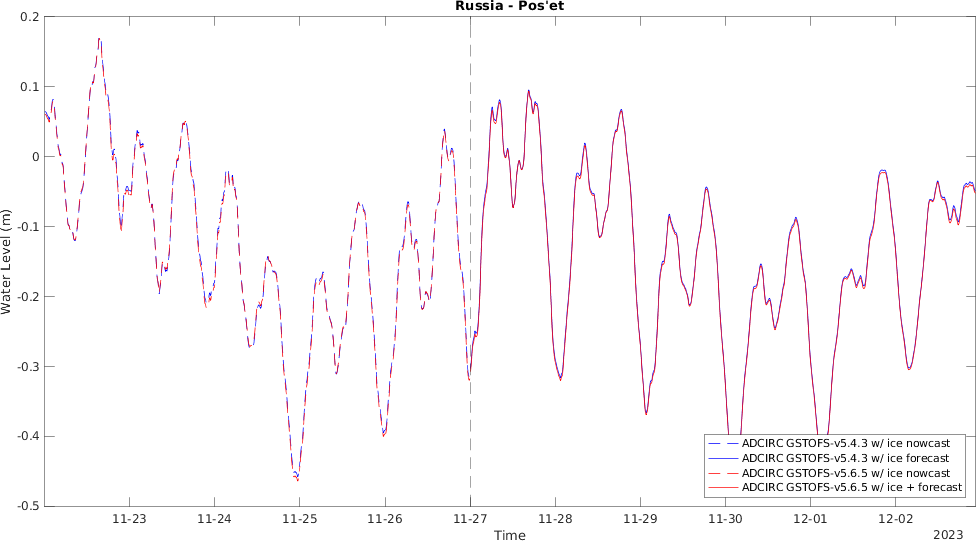 Russia - Pos'et
0.2
0.1
0
-0.1
-0.2
-0.3
-0.4
-0.5
Water Level (m)
ADCIRC GSTOFS-v5.4.3 w/ ice nowcast
ADCIRC GSTOFS-v5.4.3 w/ ice forecast
ADCIRC GSTOFS-v5.6.5 w/ ice nowcast
ADCIRC GSTOFS-v5.6.5 w/ ice + forecast
11-23 11-24 11-25 11-26 11-27 11-28 11-29 11-30 12-01 12-02
Time
2023